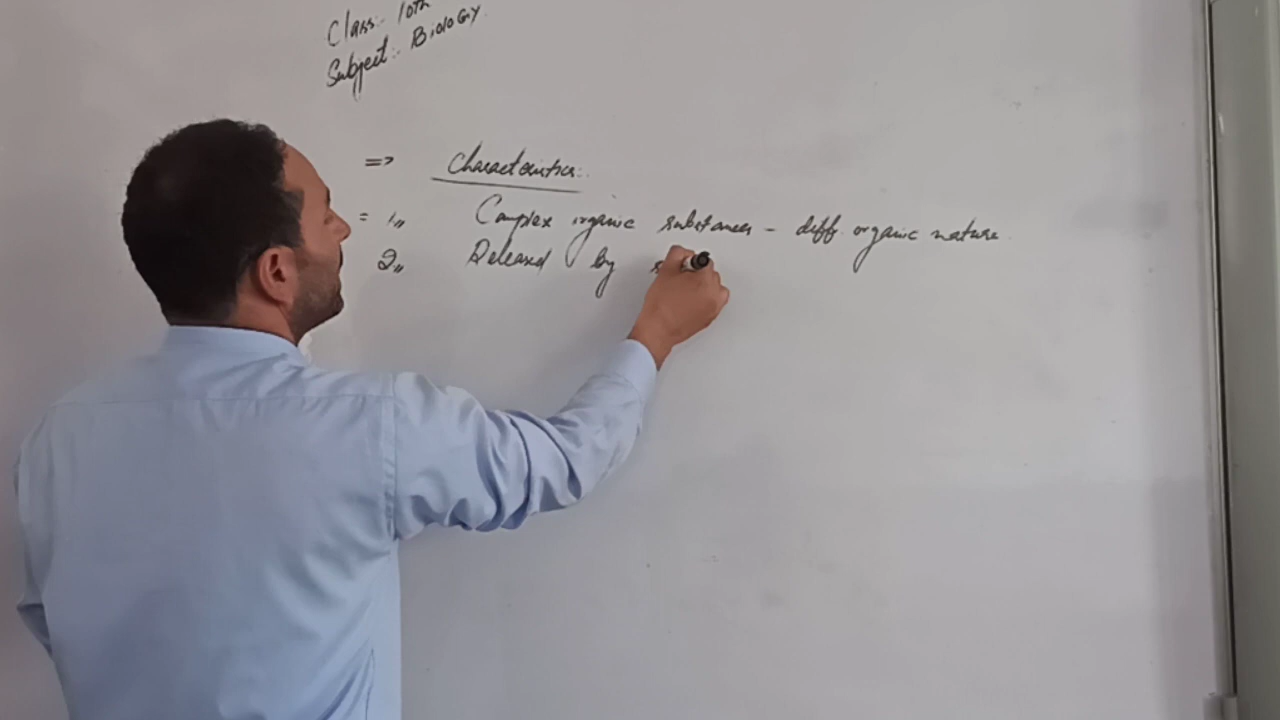 Class:- 10th
Subject:- Biology
=> Characteristics:-
= 1,, Complex organic substances - diff. organic nature.
2,, Released by s